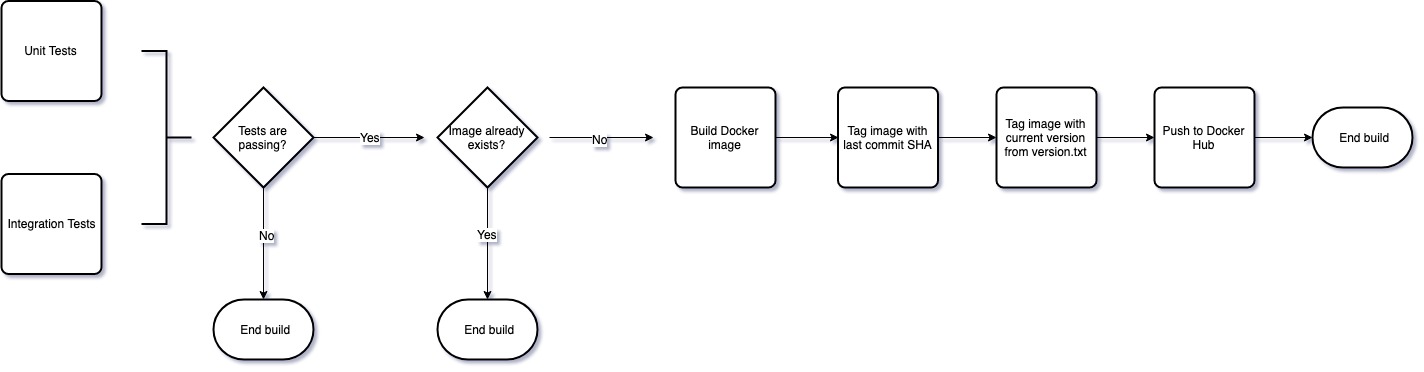 Unit Tests
Integration Tests
Tests are
passing?
Yes
No
End build
Image already
exists?
No
Yes
End build
Build Docker
image
Tag image with
last commit SHA
Tag image with
current version
from version.txt
Push to Docker
Hub
End build